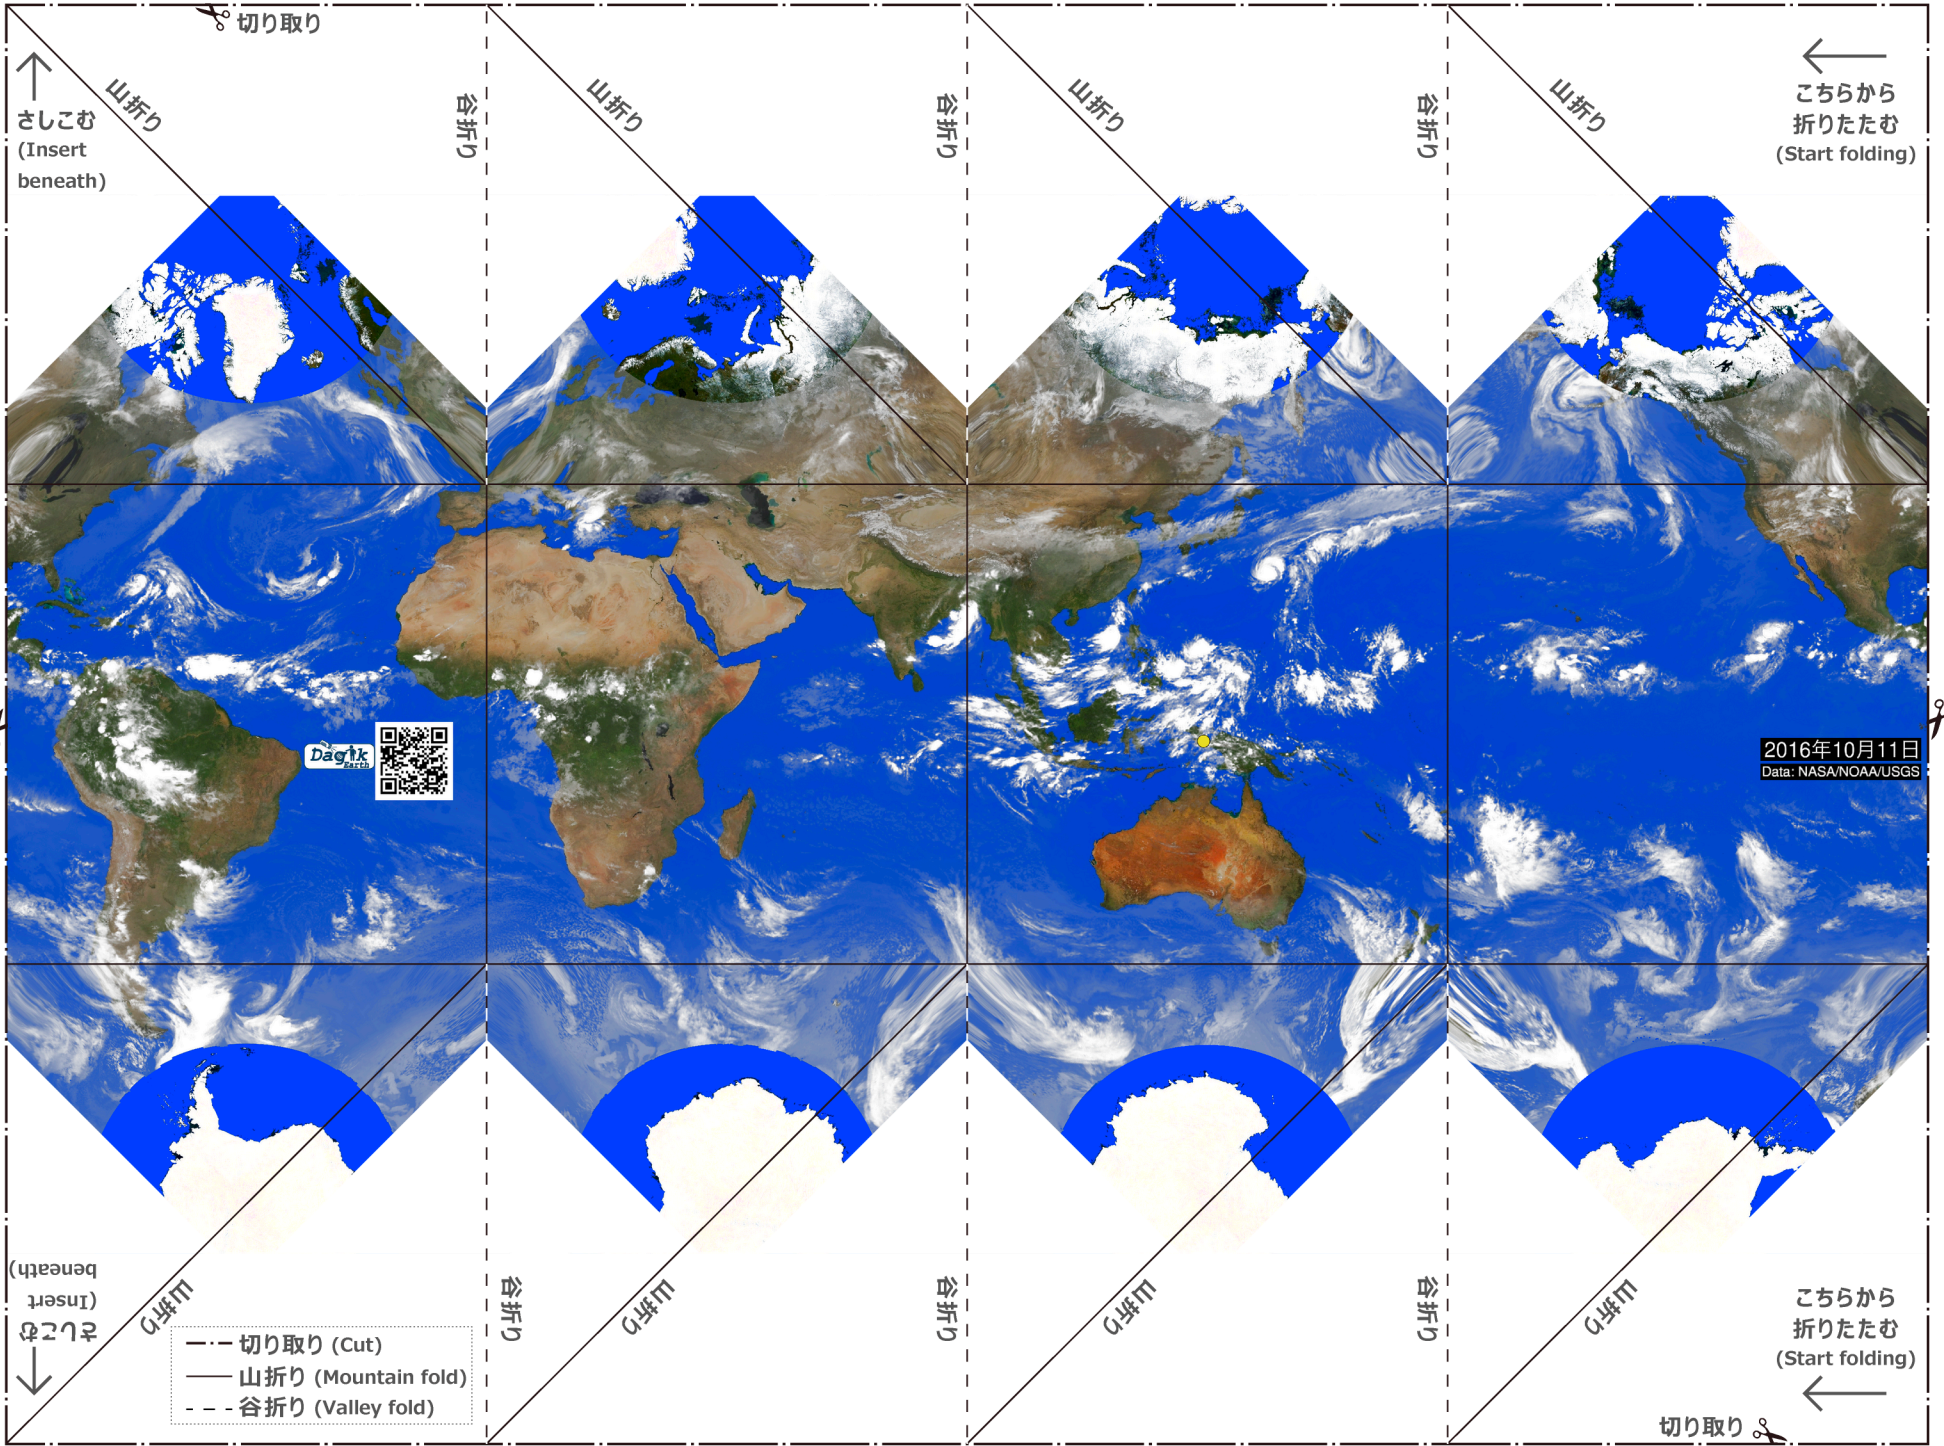 切り取り
山折り
谷折り
山折り
谷折り
山折り
谷折り
山折り
さしこむ
(Insert
beneath)
こちらから
折りたたむ
(Start folding)
Dagik
Earth
2016年10月11日
Data: NASA/NOAA/USGS
さしこむ
(Insert
beneath)
山折り
谷折り
山折り
谷折り
山折り
谷折り
山折り
こちらから
折りたたむ
(Start folding)
切り取り (Cut)
山折り (Mountain fold)
谷折り (Valley fold)
切り取り